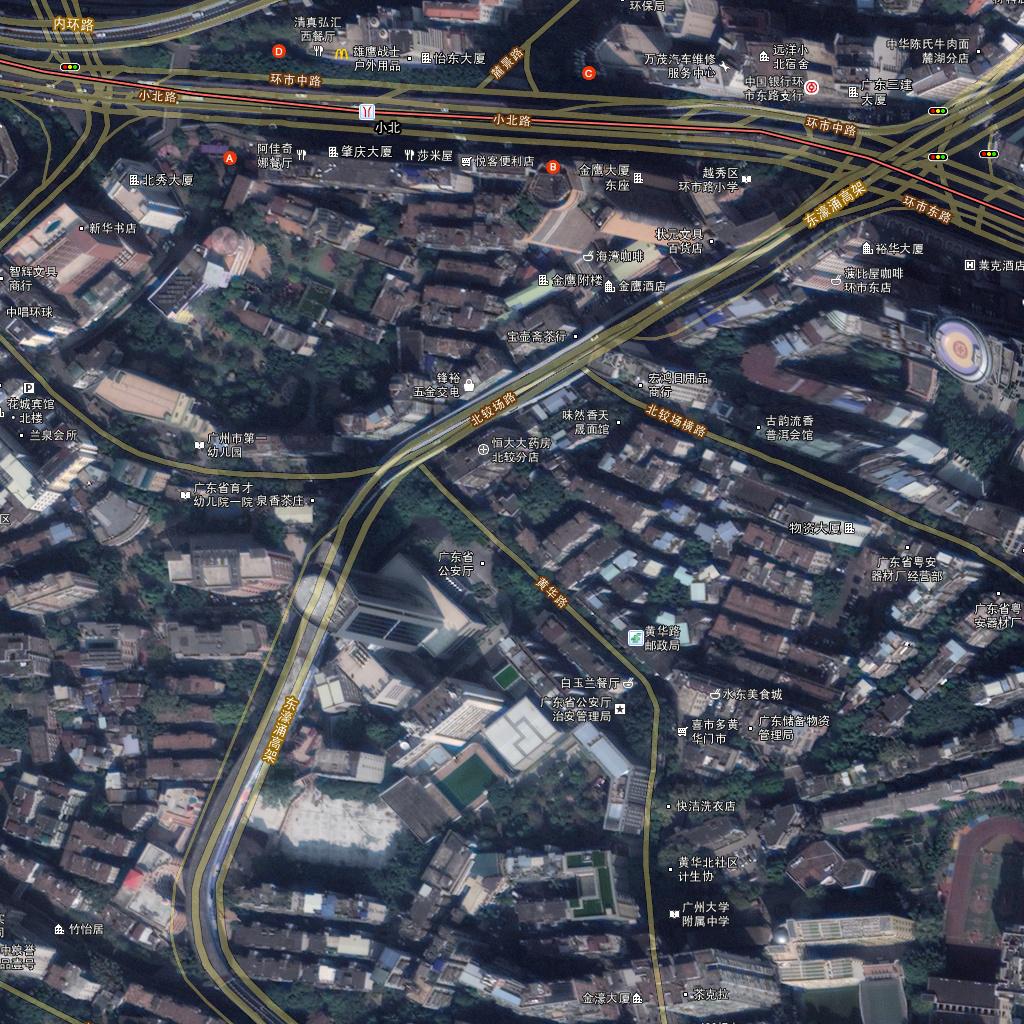 环保局
清真弘汇
西餐厅
内环路
D
雄鹰战士
户外用品
怡东大厦
麓景路
C
万茂汽车维修
服务中心
远洋小
北宿舍
中华陈氏牛肉面
麓湖分店
中国银行环
市东路支行
广东三建
大厦
环市中路
小北路
小北路
小北
环市中路
A
阿佳奇
娜餐厅
肇庆大厦
莎米屋
悦客便利店
B
金鹰大厦
东座
越秀区
环市路小学
北秀大厦
东濠涌高架
环市东路
新华书店
状元文具
百货店
裕华大厦
莱克酒店
海湾咖啡
智辉文具
商行
金鹰附楼
金鹰酒店
菠比屋咖啡
环市东店
中唱环球
宝壶斋茶行
锋裕
五金交电
宏鸿日用品
商行
P
花城宾馆
北楼
北较场路
味然香天
晟面馆
北较场横路
古韵流香
普洱会馆
兰泉会所
广州市第一
幼儿园
恒大大药房
北较分店
广东省育才
幼儿院一院
泉香茶庄
区
物资大厦
广东省
公安厅
广东省粤安
器材厂经营部
黄华路
广东省粤
安器材厂
黄华路
邮政局
白玉兰餐厅
水东美食城
广东省公安厅
治安管理局
东濠涌高架
喜市多黄
华门市
广东储备物资
管理局
快洁洗衣店
黄华北社区
计生协
广州大学
附属中学
竹怡居
中粮誉
品壹号
金濠大厦
茶克拉